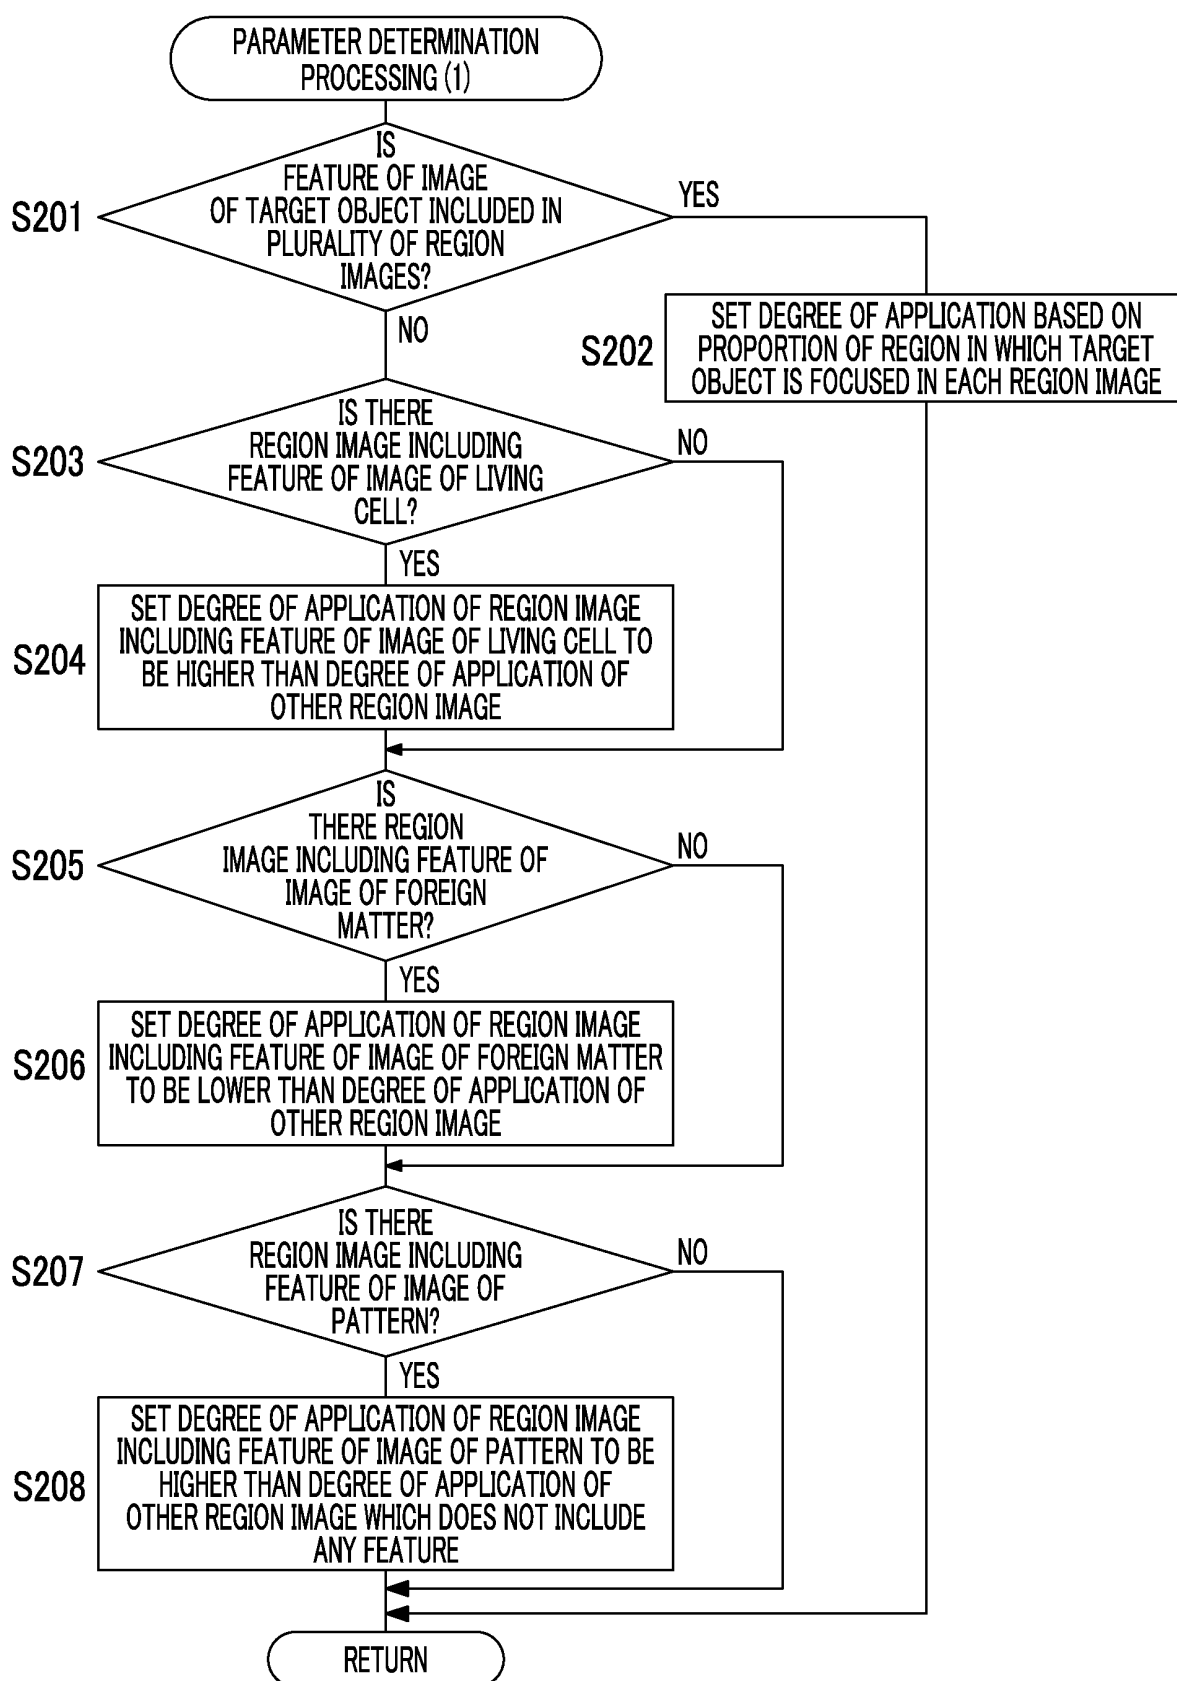 PARAMETER DETERMINATION
PROCESSING (1)
S201
IS
FEATURE OF IMAGE
OF TARGET OBJECT INCLUDED IN
PLURALITY OF REGION
IMAGES?
YES
NO
S202
SET DEGREE OF APPLICATION BASED ON
PROPORTION OF REGION IN WHICH TARGET
OBJECT IS FOCUSED IN EACH REGION IMAGE
S203
IS THERE
REGION IMAGE INCLUDING
FEATURE OF IMAGE OF LIVING
CELL?
NO
YES
S204
SET DEGREE OF APPLICATION OF REGION IMAGE
INCLUDING FEATURE OF IMAGE OF LIVING CELL TO
BE HIGHER THAN DEGREE OF APPLICATION OF
OTHER REGION IMAGE
S205
IS
THERE REGION
IMAGE INCLUDING FEATURE OF
IMAGE OF FOREIGN
MATTER?
NO
YES
S206
SET DEGREE OF APPLICATION OF REGION IMAGE
INCLUDING FEATURE OF IMAGE OF FOREIGN MATTER
TO BE LOWER THAN DEGREE OF APPLICATION OF
OTHER REGION IMAGE
S207
IS THERE
REGION IMAGE INCLUDING
FEATURE OF IMAGE OF
PATTERN?
NO
YES
S208
SET DEGREE OF APPLICATION OF REGION IMAGE
INCLUDING FEATURE OF IMAGE OF PATTERN TO BE
HIGHER THAN DEGREE OF APPLICATION OF
OTHER REGION IMAGE WHICH DOES NOT INCLUDE
ANY FEATURE
RETURN